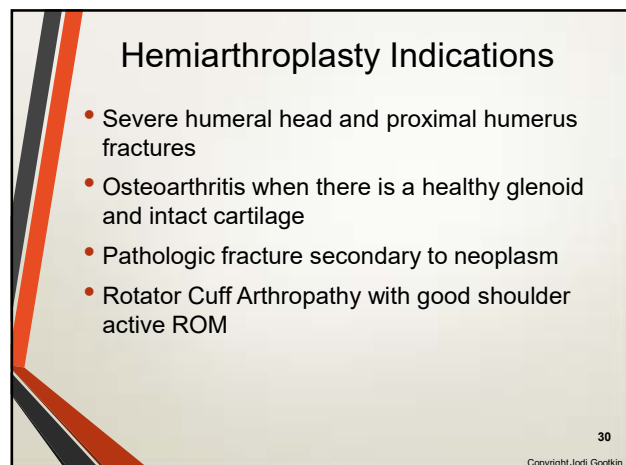 Hemiarthroplasty Indications
• Severe humeral head and proximal humerus
fractures
• Osteoarthritis when there is a healthy glenoid
and intact cartilage
• Pathologic fracture secondary to neoplasm
• Rotator Cuff Arthropathy with good shoulder
active ROM
30
Copyright Jodi Gootkin